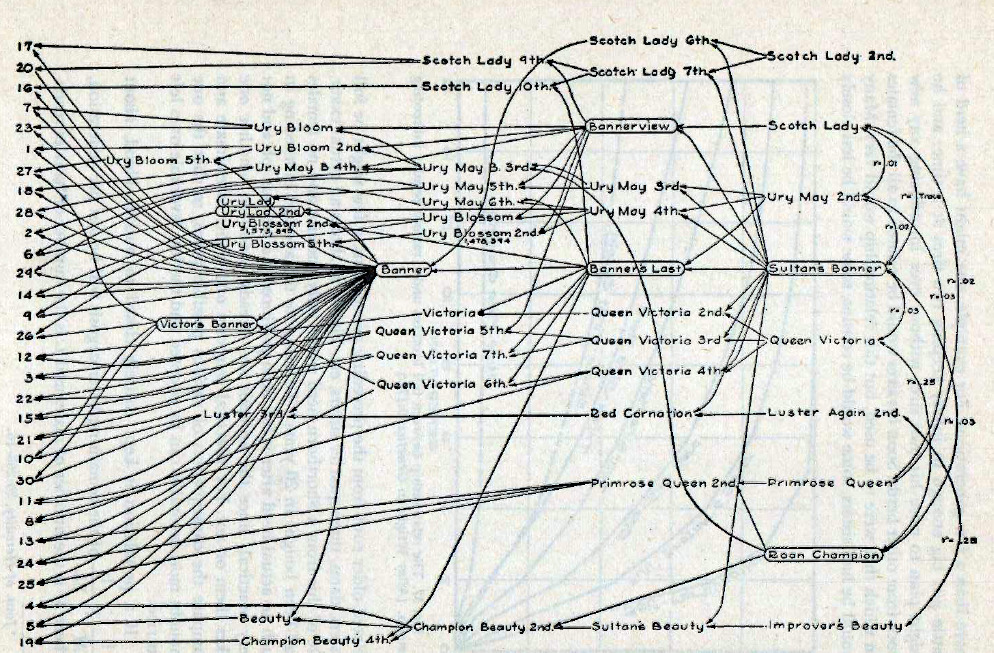 17
20
16
7
23
1
27
18
28
2
6
29
14
9
26
12
3
22
15
21
10
30
11
8
13
24
25
4
5
19
Ury Bloom 5th.
Victor's Banner
Ury Bloom
Ury Bloom 2nd.
Ury May B 4th.
Ury Lad
Ury Lad 2nd
Ury Blossom 2nd
1,373,890
Ury Blossom 5th.
Luster 3rd
Beauty
Champion Beauty 4th.
Banner
Scotch Lady 9th.
Scotch Lady 10th.
Ury May B. 3rd
Ury May 5th.
Ury May 6th.
Ury Blossom
Ury Blossom 2nd.
1,478,394
Victoria
Queen Victoria 5th
Queen Victoria 7th.
Queen Victoria 6th.
Champion Beauty 2nd.
Scotch Lady 6th.
Scotch Lady 7th.
Bannerview
Ury May 3rd
Ury May 4th.
Banner's Last
Queen Victoria 2nd.
Queen Victoria 3rd
Queen Victoria 4th
Red Carnation
Primrose Queen 2nd.
Sultan's Beauty
Scotch Lady 2nd.
Scotch Lady
Ury May 2nd.
Sultan's Banner
Queen Victoria
Luster Again 2nd.
Primrose Queen
Roan Champion
Improver's Beauty
r=.01
r= Trace
r=.02
r=.02
r=.03
r=.03
r=.25
r=.03
r=.28